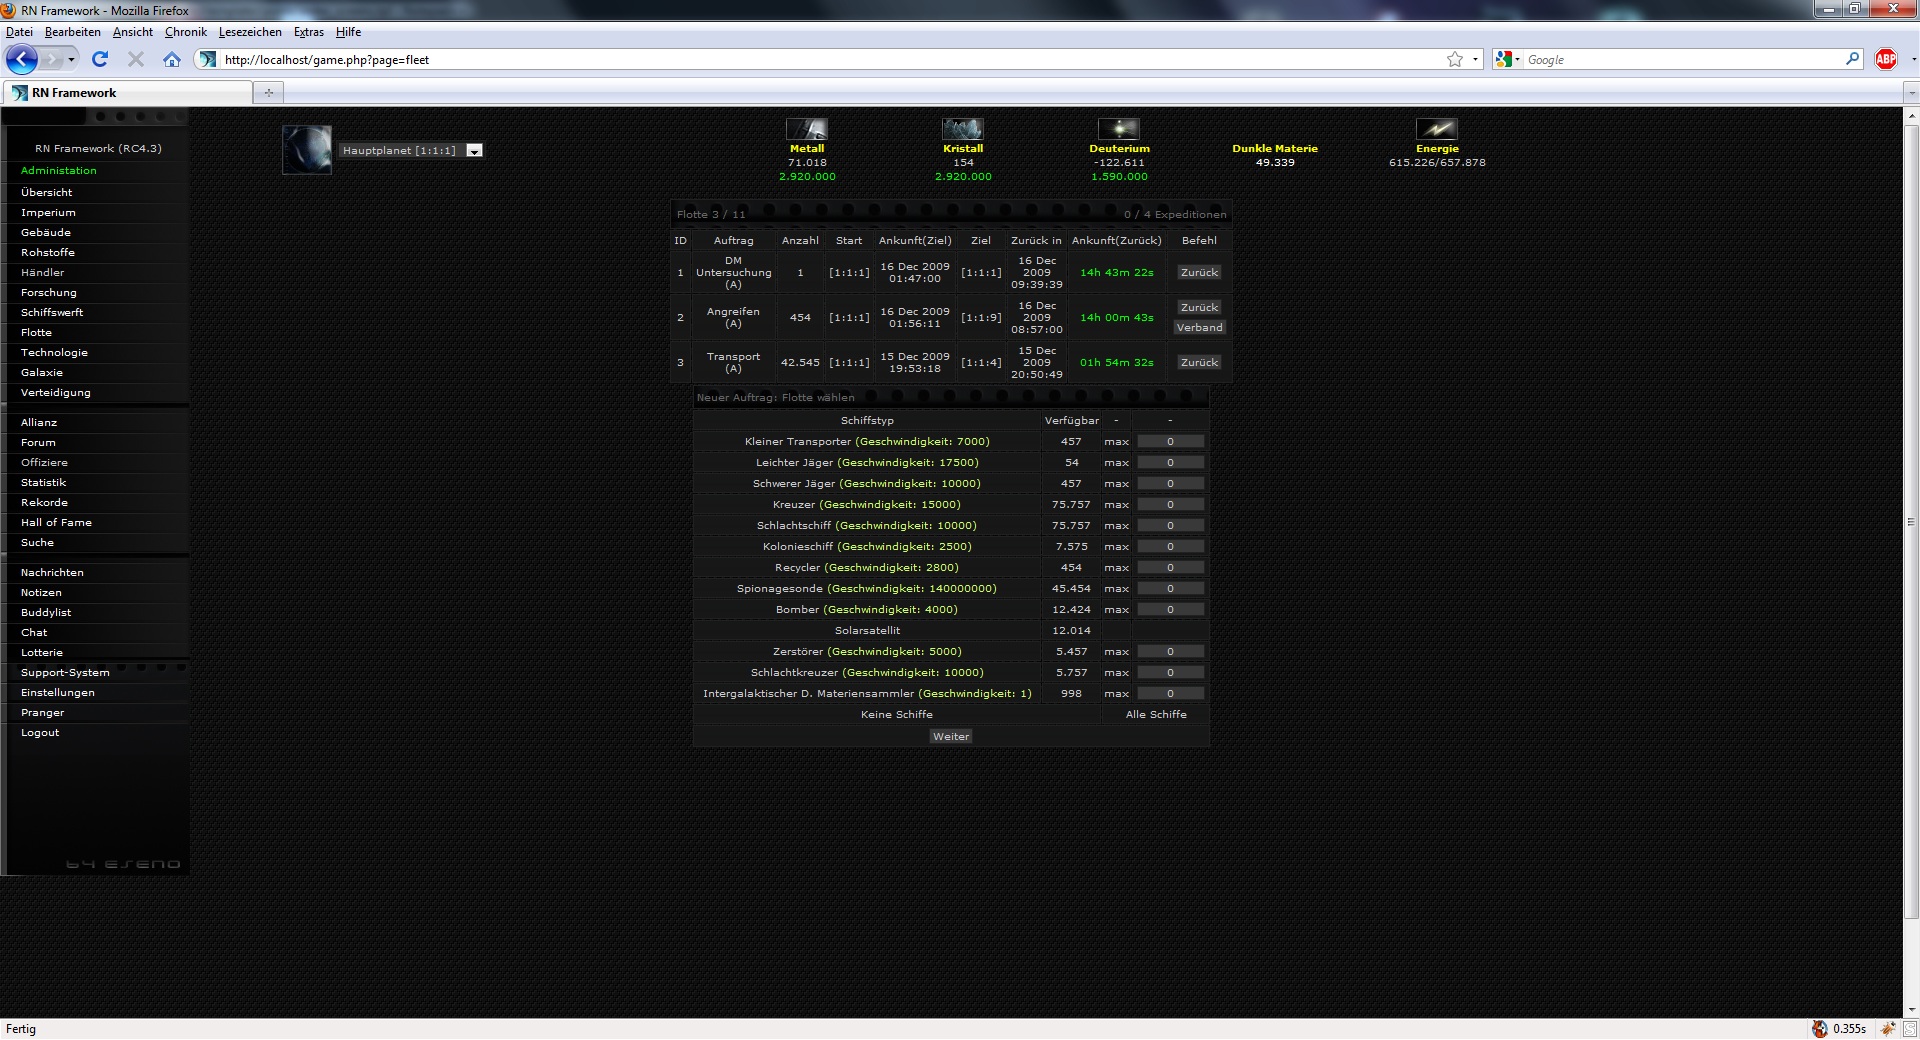 RN Framework - Mozilla Firefox
Datei Bearbeiten Ansicht Chronik Lesezeichen Extras Hilfe
http://localhost/game.php?page=fleet
Google
ABP
RN Framework
RN Framework (RC4.3)
Administation
Übersicht
Imperium
Gebäude
Rohstoffe
Händler
Forschung
Schiffswerft
Flotte
Technologie
Galaxie
Verteidigung
Allianz
Forum
Offiziere
Statistik
Rekorde
Hall of Fame
Suche
Nachrichten
Notizen
Buddylist
Chat
Lotterie
Support-System
Einstellungen
Pranger
Logout
Hauptplanet [1:1:1]
Metall Kristall Deuterium Dunkle Materie Energie
71.018 154 -122.611 49.339 615.226/657.878
2.920.000 2.920.000 1.590.000
Flotte 3 / 11 0 / 4 Expeditionen
ID Auftrag Anzahl Start Ankunft(Ziel) Ziel Zurück in Ankunft(Zurück) Befehl
1 DM Untersuchung (A) 1 [1:1:1] 16 Dec 2009 01:47:00 [1:1:1] 16 Dec 2009 09:39:39 14h 43m 22s Zurück
2 Angreifen (A) 454 [1:1:1] 16 Dec 2009 01:56:11 [1:1:9] 16 Dec 2009 08:57:00 14h 00m 43s Zurück Verband
3 Transport (A) 42.545 [1:1:1] 15 Dec 2009 19:53:18 [1:1:4] 15 Dec 2009 20:50:49 01h 54m 32s Zurück
Neuer Auftrag: Flotte wählen
Schiffstyp Verfügbar - -
Kleiner Transporter (Geschwindigkeit: 7000) 457 max 0
Leichter Jäger (Geschwindigkeit: 17500) 54 max 0
Schwerer Jäger (Geschwindigkeit: 10000) 457 max 0
Kreuzer (Geschwindigkeit: 15000) 75.757 max 0
Schlachtschiff (Geschwindigkeit: 10000) 75.757 max 0
Kolonieschiff (Geschwindigkeit: 2500) 7.575 max 0
Recycler (Geschwindigkeit: 2800) 454 max 0
Spionagesonde (Geschwindigkeit: 140000000) 45.454 max 0
Bomber (Geschwindigkeit: 4000) 12.424 max 0
Solarsatellit 12.014
Zerstörer (Geschwindigkeit: 5000) 5.457 max 0
Schlachtkreuzer (Geschwindigkeit: 10000) 5.757 max 0
Intergalaktischer D. Materiensammler (Geschwindigkeit: 1) 998 max 0
Keine Schiffe Alle Schiffe
Weiter
Fertig
0.355s